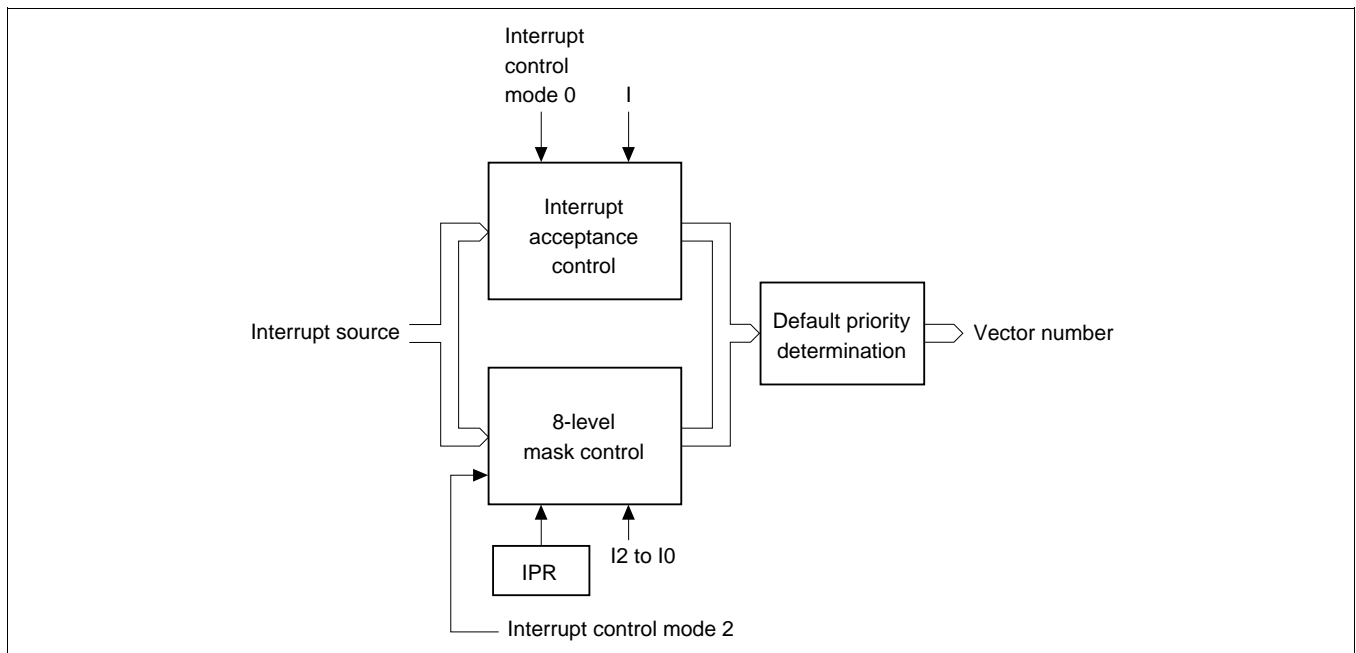 Interrupt
control
mode 0
I
Interrupt
acceptance
control
Interrupt source
Default priority
determination
Vector number
8-level
mask control
IPR
I2 to I0
Interrupt control mode 2